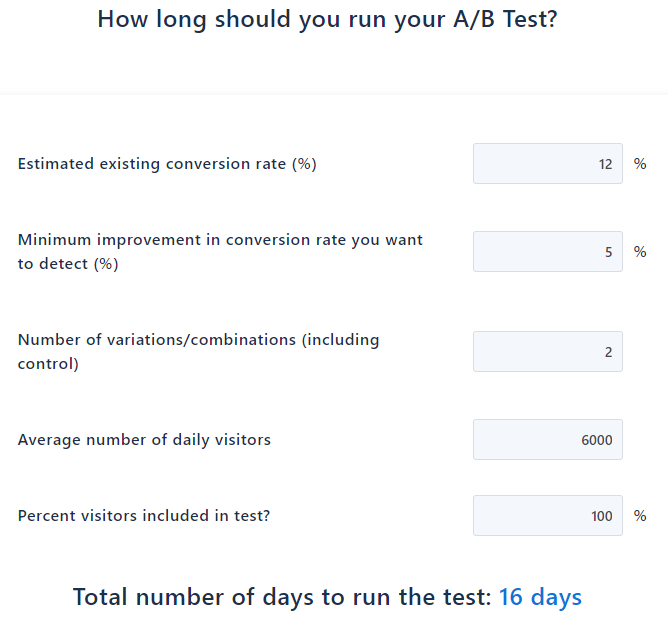 How long should you run your A/B Test?
Estimated existing conversion rate (%)
12 %
Minimum improvement in conversion rate you want
to detect (%)
5 %
Number of variations/combinations (including
control)
2
Average number of daily visitors
6000
Percent visitors included in test?
100 %
Total number of days to run the test: 16 days